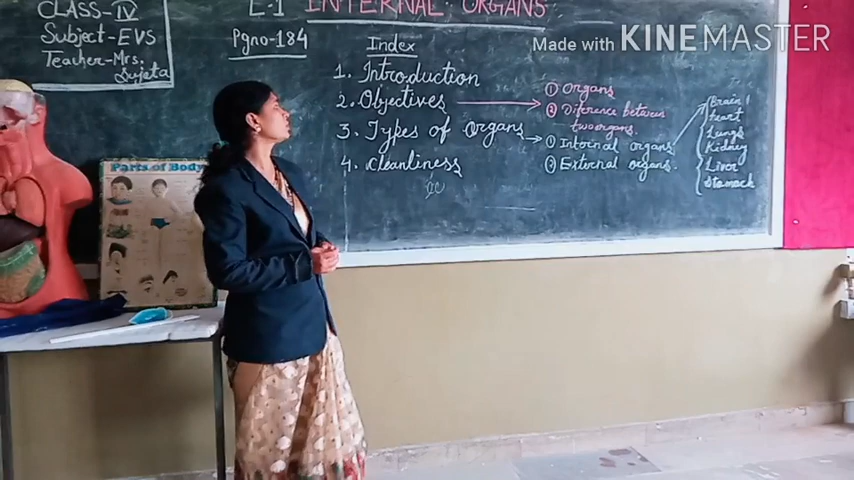 CLASS-IV
Subject-EVS
Teacher-Mrs.
Sujeta
L-1
INTERNAL ORGANS
Pgno-184
Index
1. Introduction
2. Objectives
3. Types of Organs
4. Cleanliness
① Organs
② Diference between
two organs.
① Internal organs
② External organs.
Brain
Heart
Lungs
Kidney
Liver
Stomach
Parts of Body
Made with KINEMASTER